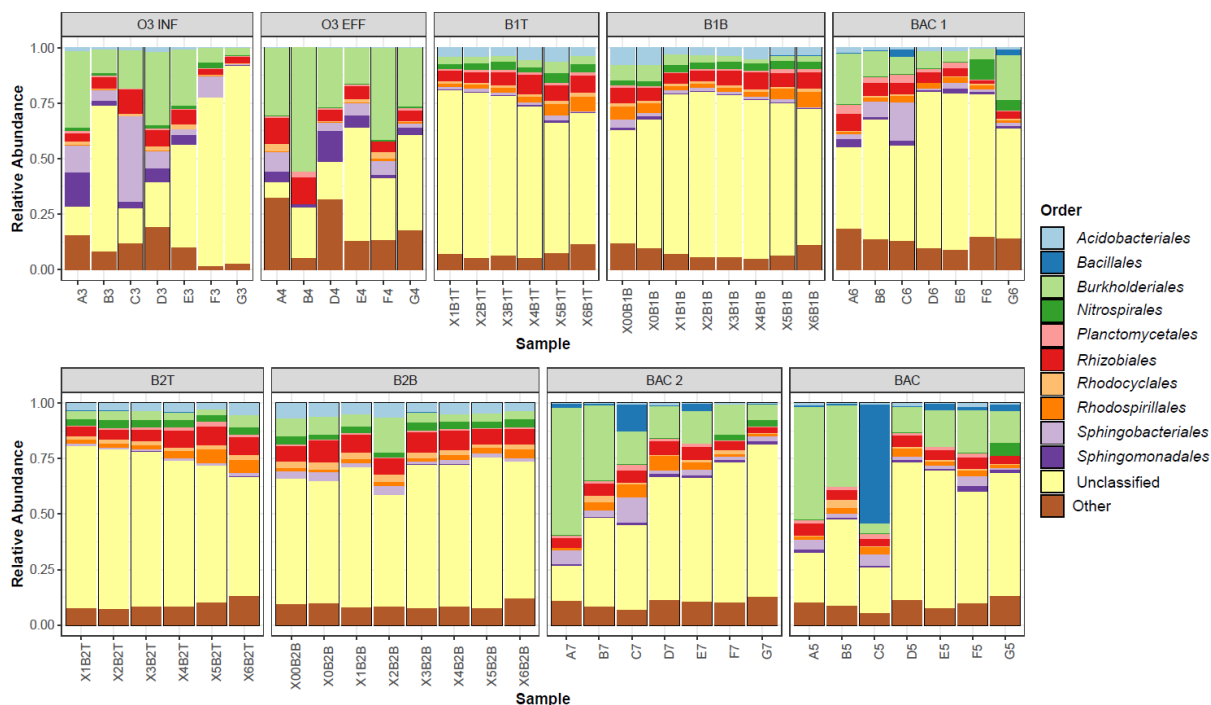 O3 INF O3 EFF B1T B1B BAC 1
Relative Abundance
1.00
0.75
0.50
0.25
0.00
A3 B3 C3 D3 E3 F3 G3 A4 B4 D4 E4 F4 G4 X1B1T X2B1T X3B1T X4B1T X5B1T X6B1T X00B1B X0B1B X1B1B X2B1B X3B1B X4B1B X5B1B X6B1B A6 B6 C6 D6 E6 F6 G6
Sample
B2T B2B BAC 2 BAC
Relative Abundance
1.00
0.75
0.50
0.25
0.00
X1B2T X2B2T X3B2T X4B2T X5B2T X6B2T X00B2B X0B2B X1B2B X2B2B X3B2B X4B2B X5B2B X6B2B A7 B7 C7 D7 E7 F7 G7 A5 B5 C5 D5 E5 F5 G5
Sample
Order
Acidobacteriales
Bacillales
Burkholderiales
Nitrospirales
Planctomycetales
Rhizobiales
Rhodocyclales
Rhodospirillales
Sphingobacteriales
Sphingomonadales
Unclassified
Other